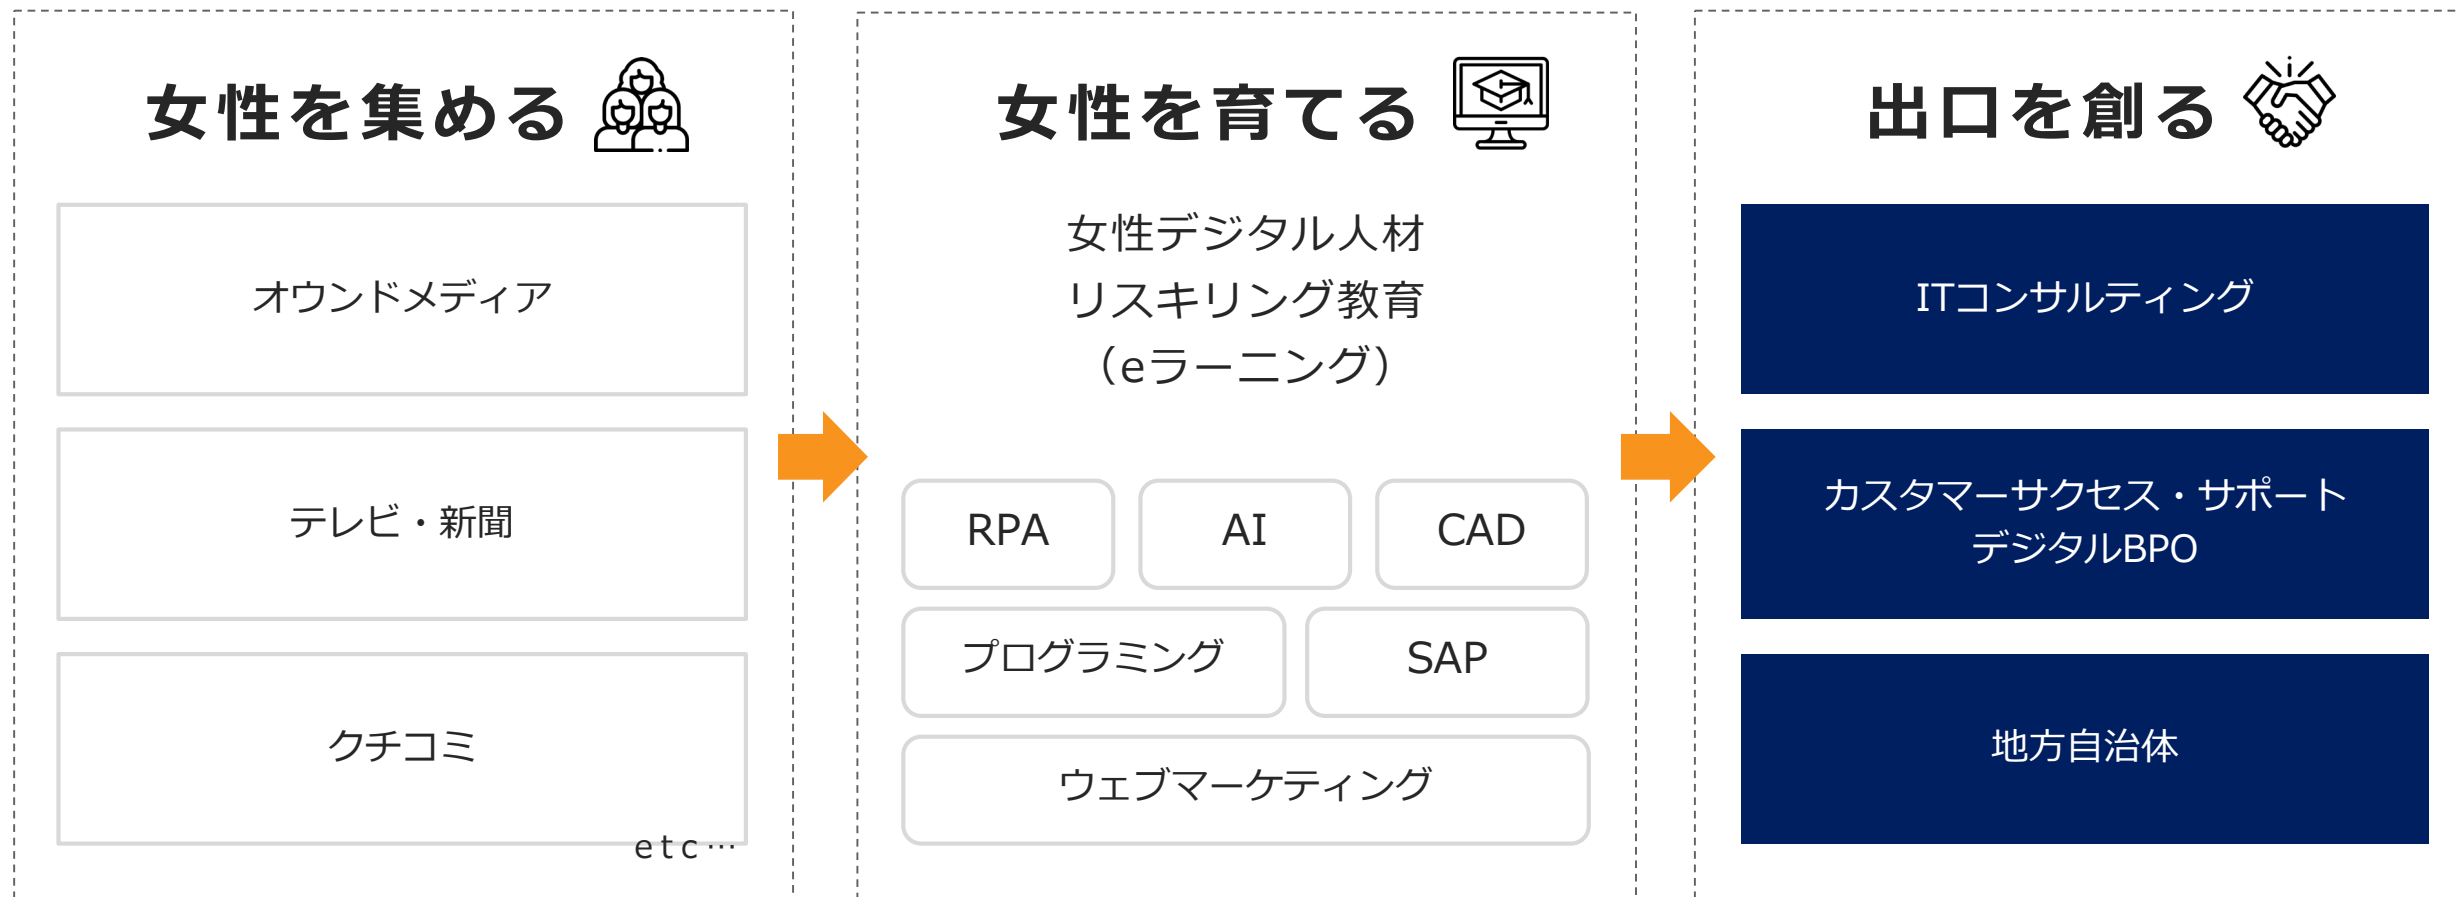 女性を集める
オウンドメディア
テレビ・新聞
クチコミ
etc…
女性を育てる
女性デジタル人材
リスキリング教育
（eラーニング）
RPA
AI
CAD
プログラミング
SAP
ウェブマーケティング
出口を創る
ITコンサルティング
カスタマーサクセス・サポート
デジタルBPO
地方自治体